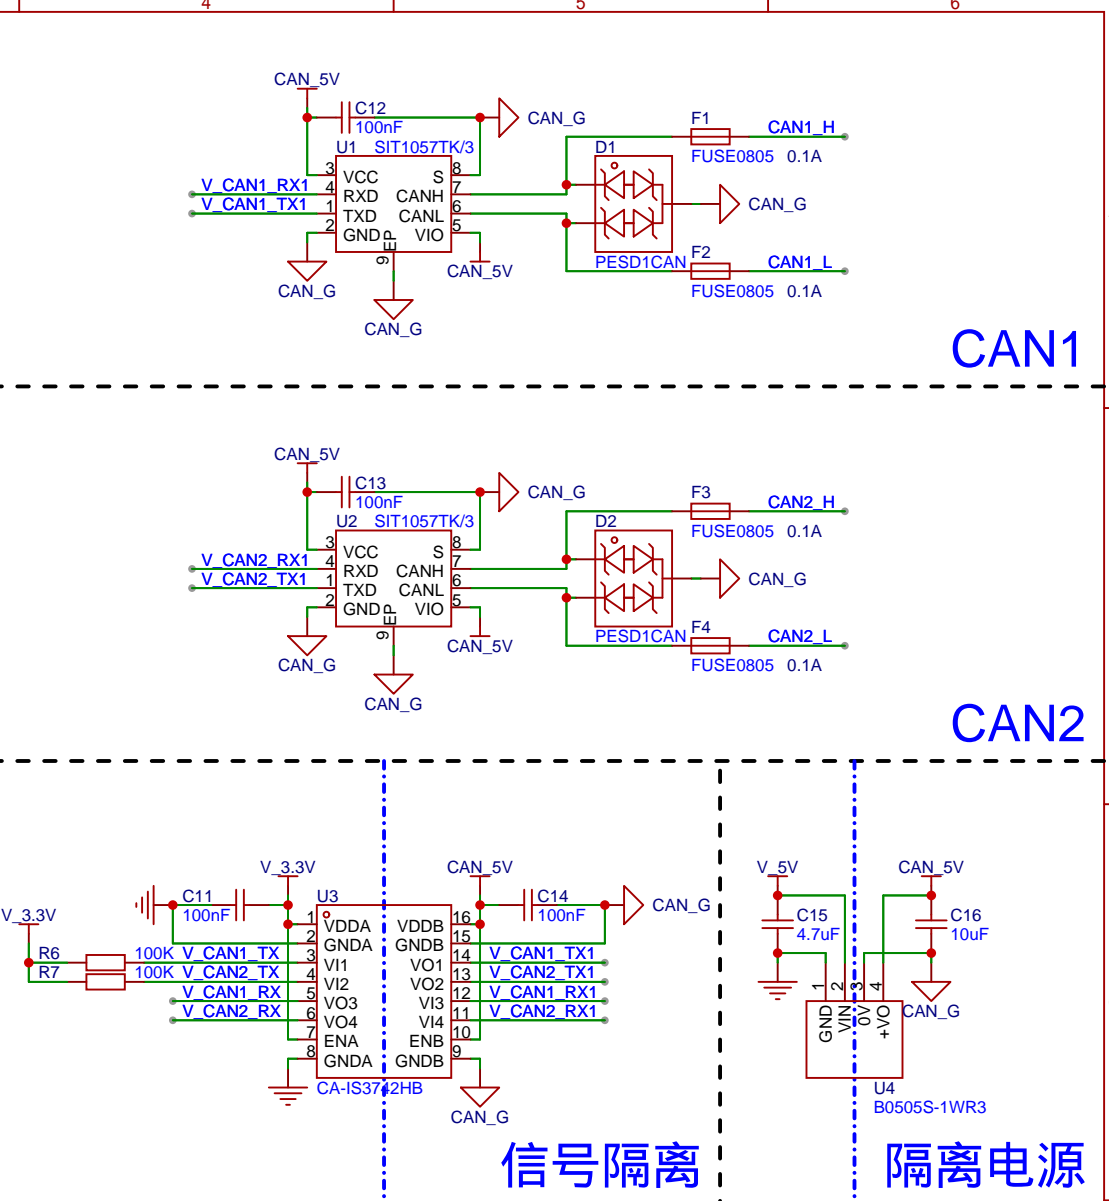 4 5 6
CAN_5V
C12
100nF
CAN_G
U1 SIT1057TK/3
3 VCC S 8
4 RXD CANH 7
1 TXD CANL 6
2 GND EP VIO 5
9
V_CAN1_RX1
V_CAN1_TX1
CAN_G
CAN_5V
CAN_G
D1
PESD1CAN
F1
FUSE0805 0.1A
CAN1_H
CAN_G
F2
FUSE0805 0.1A
CAN1_L
CAN1
CAN_5V
C13
100nF
CAN_G
U2 SIT1057TK/3
3 VCC S 8
4 RXD CANH 7
1 TXD CANL 6
2 GND EP VIO 5
9
V_CAN2_RX1
V_CAN2_TX1
CAN_G
CAN_5V
CAN_G
D2
PESD1CAN
F3
FUSE0805 0.1A
CAN2_H
CAN_G
F4
FUSE0805 0.1A
CAN2_L
CAN2
V_3.3V
R6 100K V_CAN1_TX
R7 100K V_CAN2_TX
V_CAN1_RX
V_CAN2_RX
C11
100nF
V_3.3V
U3
1 VDDA VDDB 16
2 GNDA GNDB 15
3 VI1 VO1 14
4 VI2 VO2 13
5 VO3 VI3 12
6 VO4 VI4 11
7 ENA ENB 10
8 GNDA GNDB 9
CA-IS3742HB
CAN_5V
C14
100nF
CAN_G
V_CAN1_TX1
V_CAN2_TX1
V_CAN1_RX1
V_CAN2_RX1
CAN_G
信号隔离
V_5V
C15
4.7uF
CAN_5V
C16
10uF
1 2 3 4
GND VIN 0V +VO
CAN_G
U4
B0505S-1WR3
隔离电源